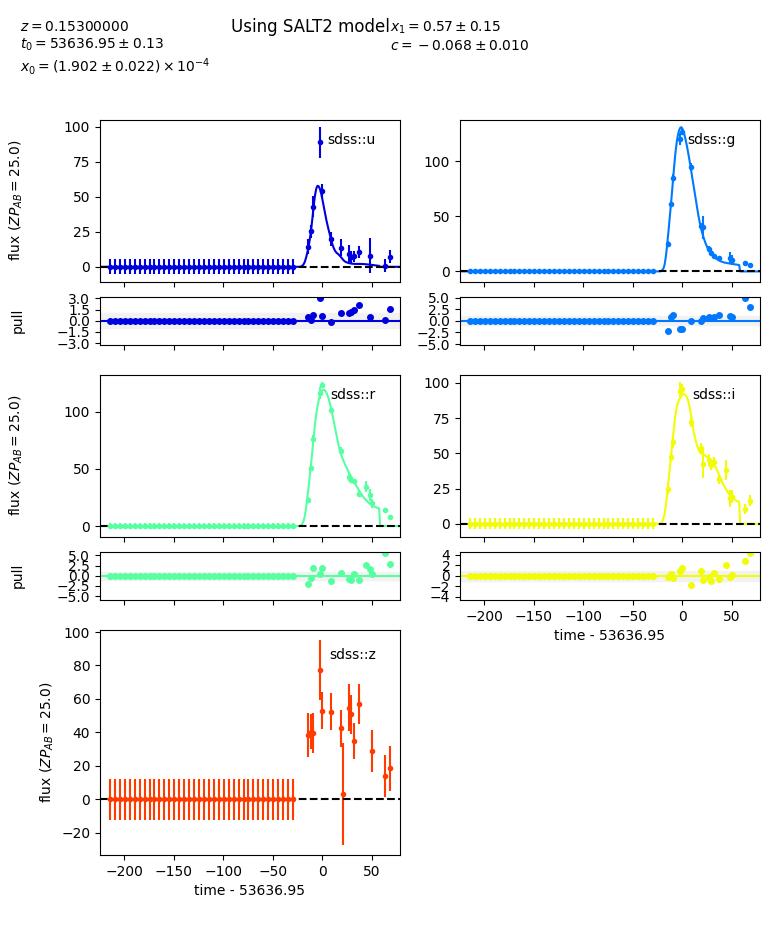 z = 0.15300000
Using SALT2 model
x₁ = 0.57 ± 0.15
t₀ = 53636.95 ± 0.13
c = −0.068 ± 0.010
x₀ = (1.902 ± 0.022) × 10⁻⁴
flux (ZP_AB = 25.0)
100
75
50
25
0
sdss::u
100
50
0
sdss::g
pull
3.0
1.5
0.0
−1.5
−3.0
5.0
2.5
0.0
−2.5
−5.0
flux (ZP_AB = 25.0)
100
50
0
sdss::r
100
75
50
25
0
sdss::i
pull
5.0
2.5
0.0
−2.5
−5.0
4
2
0
−2
−4
−200 −150 −100 −50 0 50
time - 53636.95
flux (ZP_AB = 25.0)
100
80
60
40
20
0
−20
sdss::z
−200 −150 −100 −50 0 50
time - 53636.95